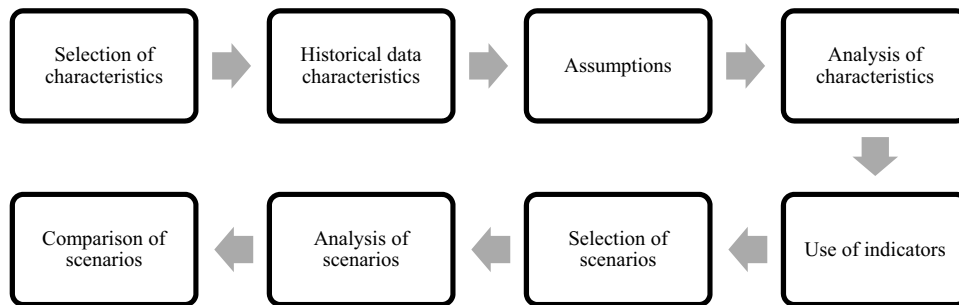 Selection of
characteristics
Historical data
characteristics
Assumptions
Analysis of
characteristics
Use of indicators
Selection of
scenarios
Analysis of
scenarios
Comparison of
scenarios